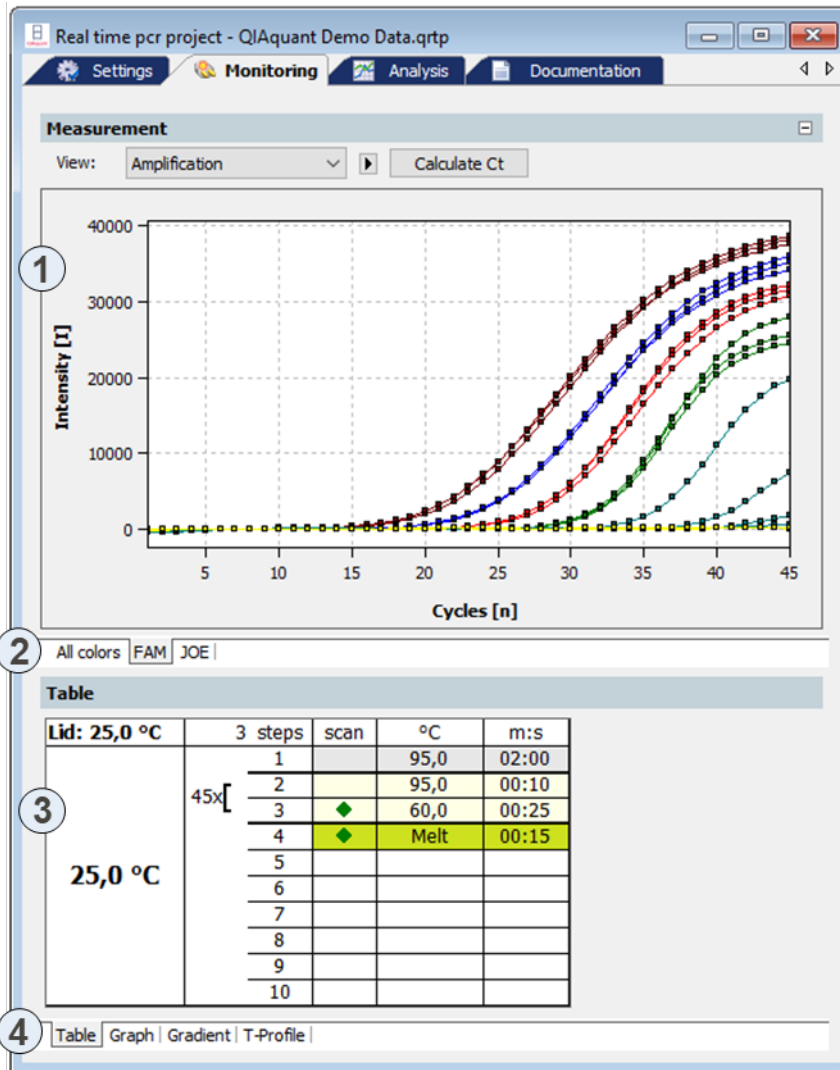 Real time pcr project - QIAquant Demo Data.qrtp
Settings Monitoring Analysis Documentation
Measurement
View: Amplification Calculate Ct
40000
30000
20000
10000
0
Intensity [I]
5 10 15 20 25 30 35 40 45
Cycles [n]
1
2
All colors FAM JOE
Table
Lid: 25,0 °C 3 steps scan °C m:s
1 95,0 02:00
45x[ 2 95,0 00:10
3 60,0 00:25
4 Melt 00:15
5
25,0 °C
6
7
8
9
10
3
4
Table Graph Gradient T-Profile